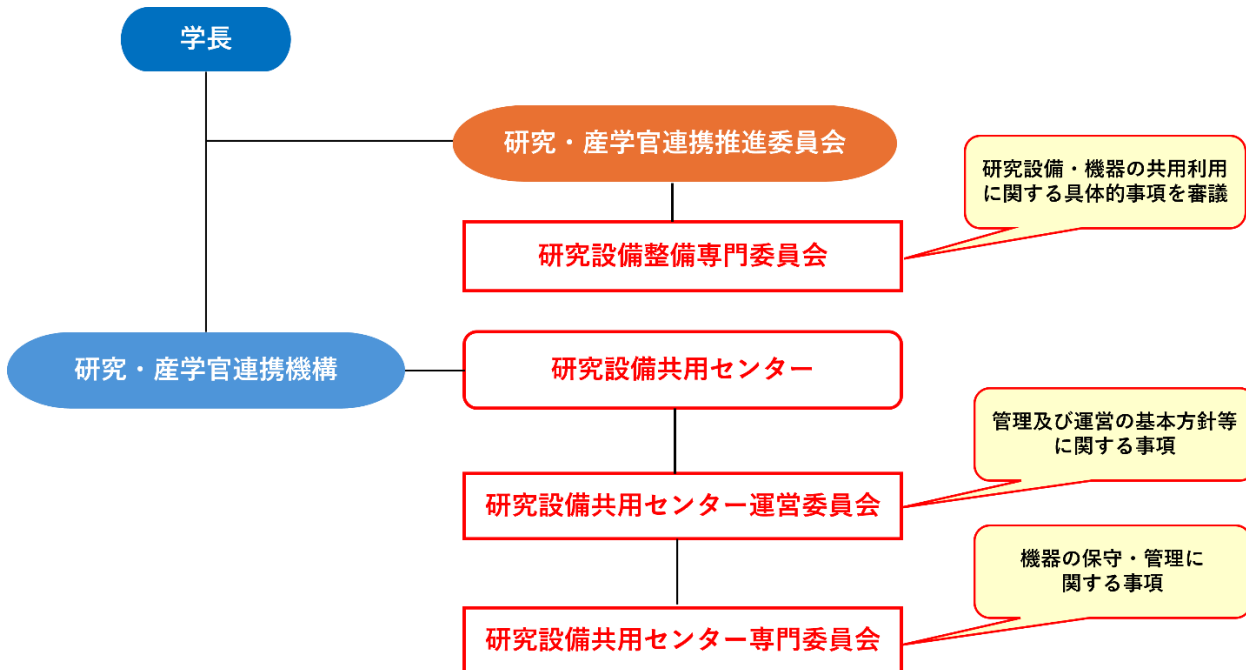 学長
研究・産学官連携推進委員会
研究設備・機器の共用利用
に関する具体的事項を審議
研究設備整備専門委員会
研究・産学官連携機構
研究設備共用センター
管理及び運営の基本方針等
に関する事項
研究設備共用センター運営委員会
機器の保守・管理に
関する事項
研究設備共用センター専門委員会